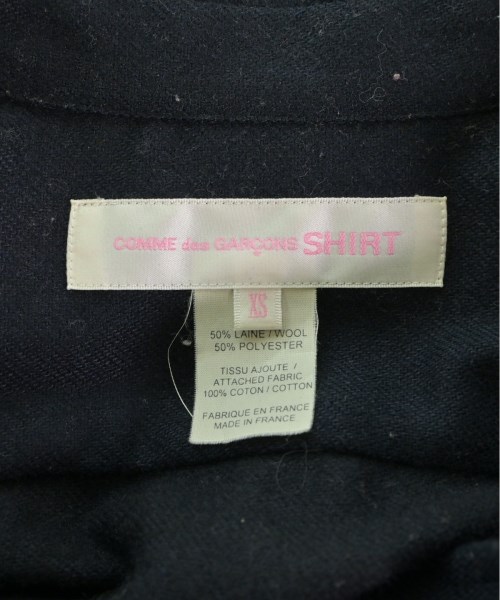 COMME des GARÇONS SHIRT
XS
50% LAINE / WOOL
50% POLYESTER
TISSU AJOUTE /
ATTACHED FABRIC
100% COTON / COTTON
FABRIQUE EN FRANCE
MADE IN FRANCE